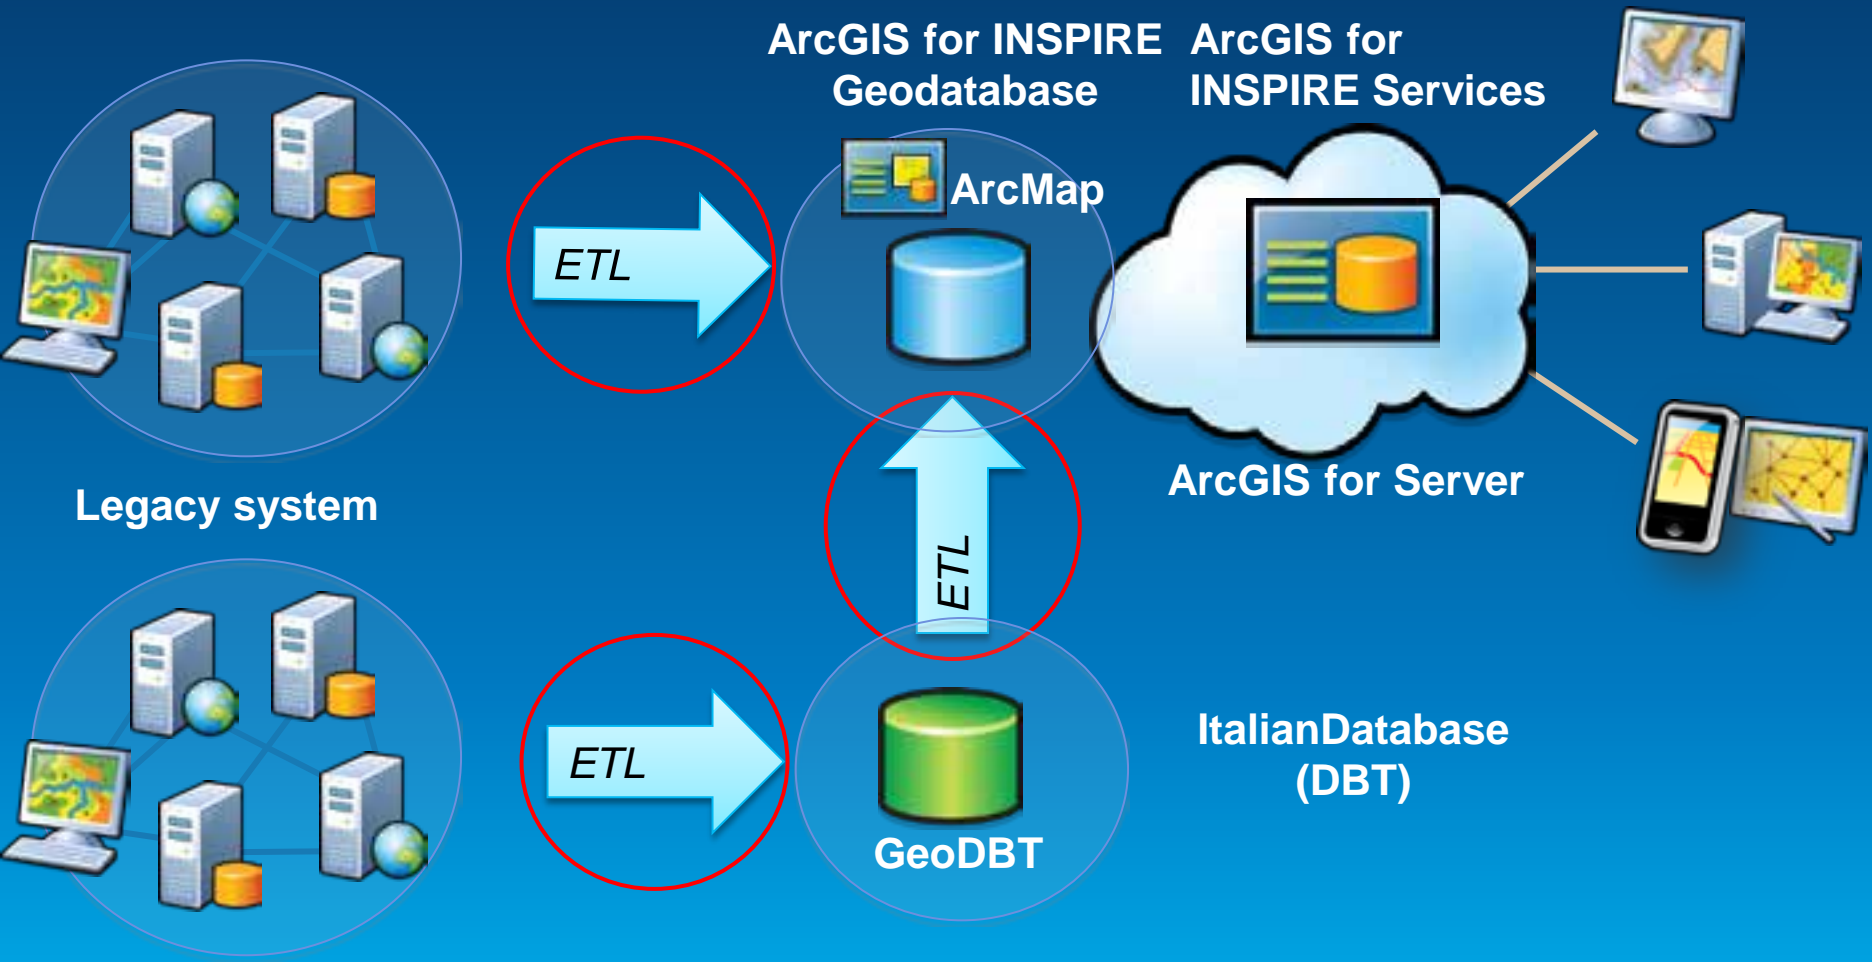 ArcGIS for INSPIRE
Geodatabase
ArcGIS for
INSPIRE Services
ArcMap
ETL
ArcGIS for Server
Legacy system
ETL
ETL
ItalianDatabase
(DBT)
GeoDBT